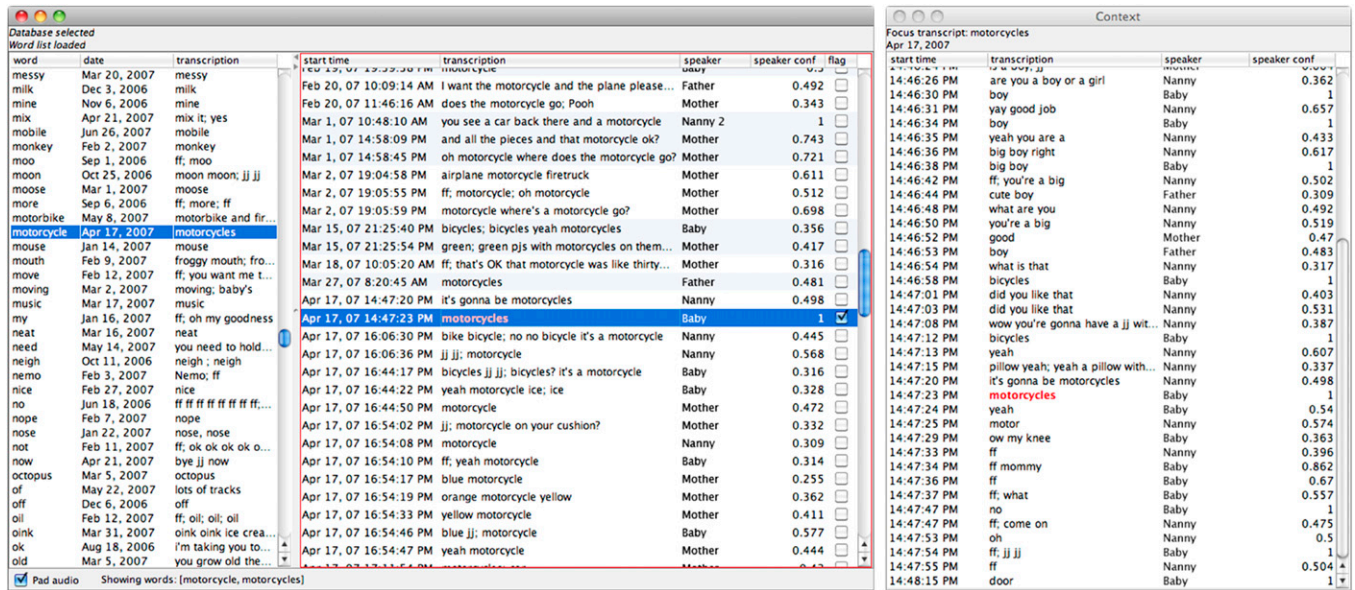 Database selected
Word list loaded
word date transcription
messy Mar 20, 2007 messy
milk Dec 3, 2006 milk
mine Nov 6, 2006 mine
mix Apr 21, 2007 mix it; yes
mobile Jun 26, 2007 mobile
monkey Feb 2, 2007 monkey
moo Sep 1, 2006 ff; moo
moon Oct 25, 2006 moon moon; jj jj
moose Mar 1, 2007 moose
more Sep 6, 2006 ff; more; ff
motorbike May 8, 2007 motorbike and fir...
motorcycle Apr 17, 2007 motorcycles
mouse Jan 14, 2007 mouse
mouth Feb 9, 2007 froggy mouth; fro...
move Feb 12, 2007 ff; you want me t...
moving Mar 2, 2007 moving; baby's
music Mar 17, 2007 music
my Jan 16, 2007 ff; oh my goodness
neat Mar 16, 2007 neat
need May 14, 2007 you need to hold...
neigh Oct 11, 2006 neigh ; neigh
nemo Feb 3, 2007 Nemo; ff
nice Feb 27, 2007 nice
no Jun 18, 2006 ff ff ff ff ff ff ff ff;...
nope Feb 7, 2007 nope
nose Jan 22, 2007 nose, nose
not Feb 11, 2007 ff; ok ok ok ok o...
now Apr 21, 2007 bye jj now
octopus Mar 5, 2007 octopus
of May 22, 2007 lots of tracks
off Dec 6, 2006 off
oil Feb 12, 2007 ff; oil; oil; oil
oink Mar 31, 2007 oink oink ice crea...
ok Aug 18, 2006 i'm taking you to...
old Mar 5, 2007 you grow old the...
start time transcription speaker speaker conf flag
Feb 19, 07 19:59:58 PM motorcycle Baby 0.5
Feb 20, 07 10:09:14 AM I want the motorcycle and the plane please... Father 0.492
Feb 20, 07 11:46:16 AM does the motorcycle go; Pooh Mother 0.343
Mar 1, 07 10:48:10 AM you see a car back there and a motorcycle Nanny 2 1
Mar 1, 07 14:58:09 PM and all the pieces and that motorcycle ok? Mother 0.743
Mar 1, 07 14:58:45 PM oh motorcycle where does the motorcycle go? Mother 0.721
Mar 2, 07 19:04:58 PM airplane motorcycle firetruck Mother 0.611
Mar 2, 07 19:05:55 PM ff; motorcycle; oh motorcycle Mother 0.512
Mar 2, 07 19:05:59 PM motorcycle where's a motorcycle go? Mother 0.698
Mar 15, 07 21:25:40 PM bicycles; bicycles yeah motorcycles Baby 0.356
Mar 15, 07 21:25:54 PM green; green pjs with motorcycles on them... Mother 0.417
Mar 18, 07 10:05:20 AM ff; that's OK that motorcycle was like thirty... Mother 0.316
Mar 27, 07 8:20:45 AM motorcycles Father 0.481
Apr 17, 07 14:47:20 PM it's gonna be motorcycles Nanny 0.498
Apr 17, 07 14:47:23 PM motorcycles Baby 1
Apr 17, 07 16:06:30 PM bike bicycle; no no bicycle it's a motorcycle Nanny 0.445
Apr 17, 07 16:06:36 PM jj jj; motorcycle Nanny 0.568
Apr 17, 07 16:44:17 PM bicycles jj jj; bicycles? it's a motorcycle Baby 0.316
Apr 17, 07 16:44:22 PM yeah motorcycle ice; ice Baby 0.328
Apr 17, 07 16:44:50 PM motorcycle Mother 0.472
Apr 17, 07 16:54:02 PM jj; motorcycle on your cushion? Mother 0.332
Apr 17, 07 16:54:08 PM motorcycle Nanny 0.309
Apr 17, 07 16:54:10 PM ff; yeah motorcycle Baby 0.314
Apr 17, 07 16:54:17 PM blue motorcycle Mother 0.255
Apr 17, 07 16:54:19 PM orange motorcycle yellow Mother 0.362
Apr 17, 07 16:54:33 PM yellow motorcycle Mother 0.411
Apr 17, 07 16:54:46 PM blue jj; motorcycle Baby 0.577
Apr 17, 07 16:54:47 PM yeah motorcycle Mother 0.444
Pad audio Showing words: [motorcycle, motorcycles]
Context
Focus transcript: motorcycles
Apr 17, 2007
start time transcription speaker speaker conf
14:46:26 PM are you a boy or a girl Nanny 0.362
14:46:30 PM boy Baby 1
14:46:31 PM yay good job Nanny 0.657
14:46:34 PM boy Baby 1
14:46:35 PM yeah you are a Nanny 0.433
14:46:36 PM big boy right Nanny 0.617
14:46:38 PM big boy Baby 1
14:46:42 PM ff; you're a big Nanny 0.502
14:46:44 PM cute boy Father 0.309
14:46:48 PM what are you Nanny 0.492
14:46:50 PM you're a big Nanny 0.519
14:46:52 PM good Mother 0.47
14:46:53 PM boy Father 0.483
14:46:54 PM what is that Nanny 0.317
14:46:58 PM bicycles Baby 1
14:47:01 PM did you like that Nanny 0.403
14:47:03 PM did you like that Nanny 0.531
14:47:08 PM wow you're gonna have a jj wit... Nanny 0.387
14:47:12 PM bicycles Baby 1
14:47:13 PM yeah Nanny 0.607
14:47:15 PM pillow yeah; yeah a pillow with... Nanny 0.337
14:47:20 PM it's gonna be motorcycles Nanny 0.498
14:47:23 PM motorcycles Baby 1
14:47:24 PM yeah Baby 0.54
14:47:25 PM motor Nanny 0.574
14:47:29 PM ow my knee Baby 0.363
14:47:33 PM ff Nanny 0.396
14:47:34 PM ff mommy Baby 0.862
14:47:36 PM ff Baby 0.67
14:47:37 PM ff; what Baby 0.557
14:47:47 PM no Baby 1
14:47:47 PM ff; come on Nanny 0.475
14:47:53 PM oh Nanny 0.5
14:47:54 PM ff; jj jj Baby 1
14:47:55 PM ff Nanny 0.504
14:48:15 PM door Baby 1